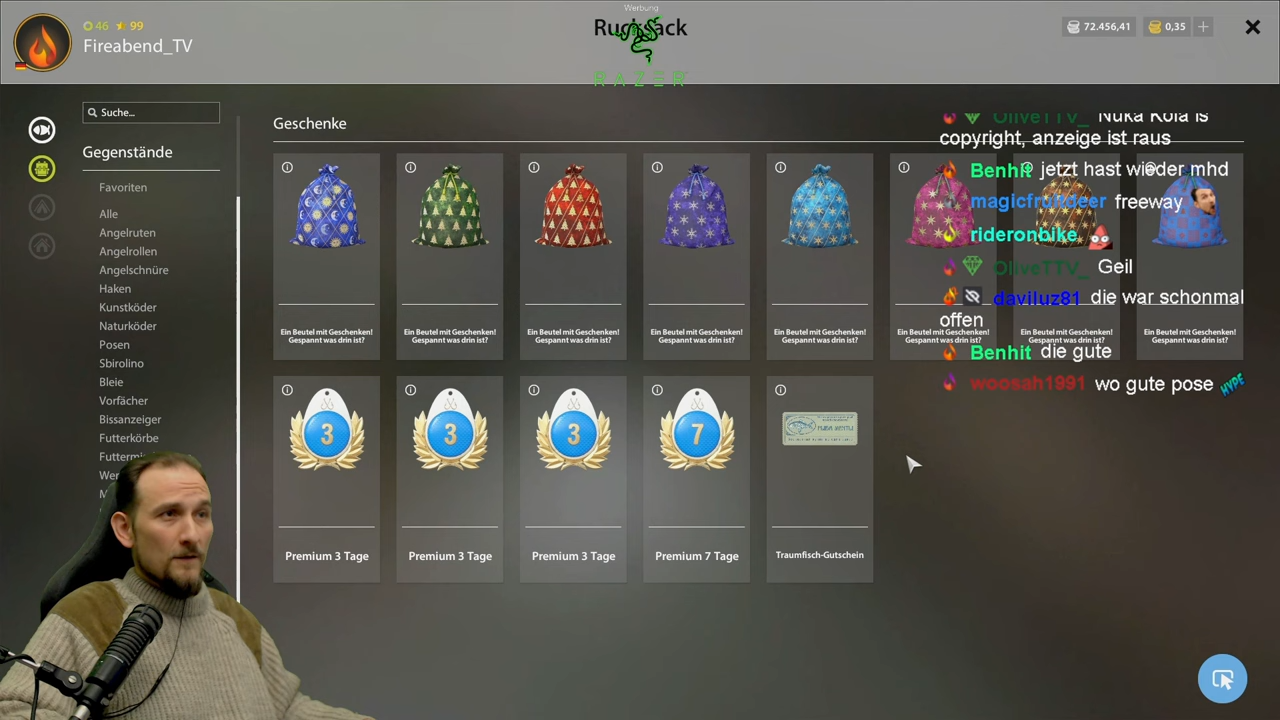 Werbung
46 99
Fireabend_TV
Rucksack
RAZER
72.456,41
0,35
Suche...
Gegenstände
Favoriten
Alle
Angelruten
Angelrollen
Angelschnüre
Haken
Kunstköder
Naturköder
Posen
Sbirolino
Bleie
Vorfächer
Bissanzeiger
Futterkörbe
Geschenke
Ein Beutel mit Geschenken!
Gespannt was drin ist?
Ein Beutel mit Geschenken!
Gespannt was drin ist?
Ein Beutel mit Geschenken!
Gespannt was drin ist?
Ein Beutel mit Geschenken!
Gespannt was drin ist?
Ein Beutel mit Geschenken!
Gespannt was drin ist?
Ein Beutel mit Geschenken!
Gespannt was drin ist?
Ein Beutel mit Geschenken!
Gespannt was drin ist?
Ein Beutel mit Geschenken!
Gespannt was drin ist?
3
Premium 3 Tage
3
Premium 3 Tage
3
Premium 3 Tage
7
Premium 7 Tage
Traumfisch-Gutschein
OliveTTV_ Nuka Kola is
copyright, anzeige ist raus
Benhit jetzt hast wieder mhd
magicfruitdeer freeway
rideronbike
OliveTTV_ Geil
daviluz81 die war schonmal
offen
Benhit die gute
woosah1991 wo gute pose HYPE